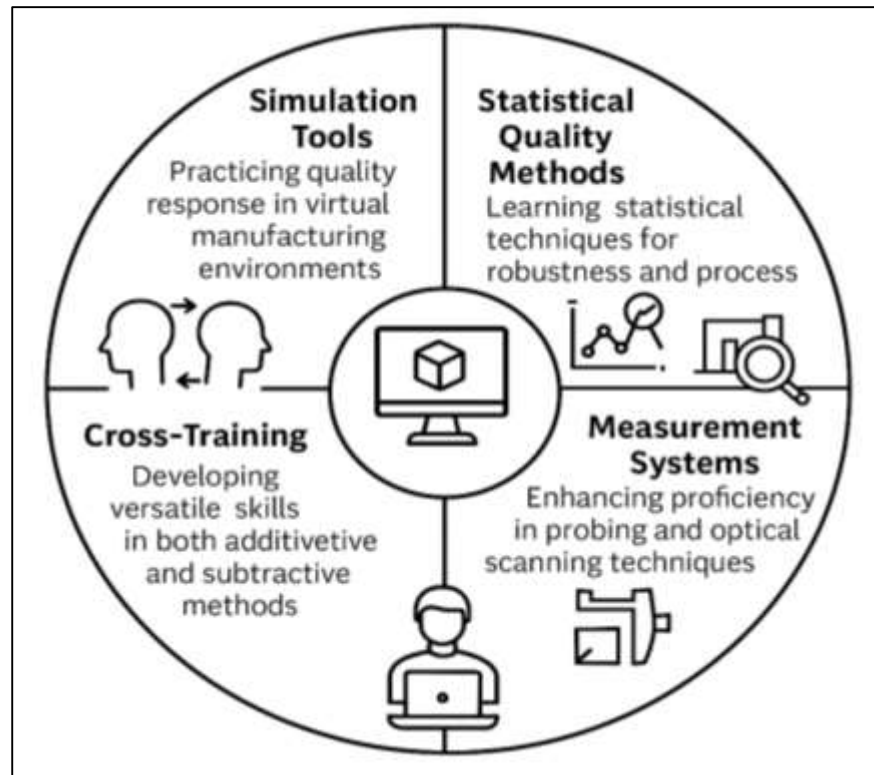 Simulation
Tools
Practicing quality
response in virtual
manufacturing
environments
Statistical
Quality
Methods
Learning statistical
techniques for
robustness and process
Cross-Training
Developing
versatile skills
in both additivetive
and subtractive
methods
Measurement
Systems
Enhancing proficiency
in probing and optical
scanning techniques